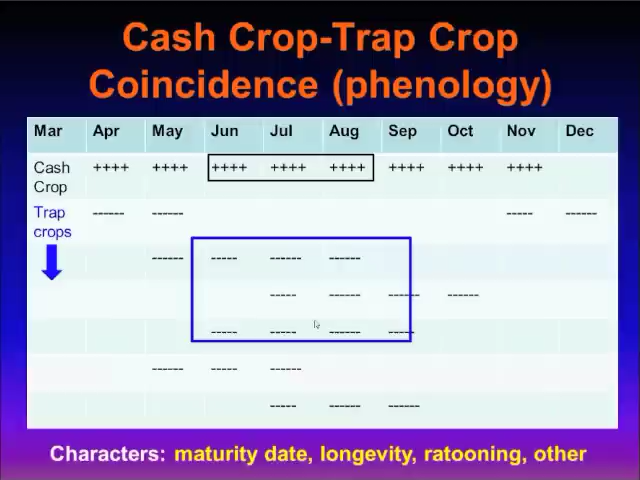 Cash Crop-Trap Crop
Coincidence (phenology)
Mar Apr May Jun Jul Aug Sep Oct Nov Dec
Cash Crop ++++ ++++ ++++ ++++ ++++ ++++ ++++ ++++
Trap crops ------ ------ ----- ------
------ ----- ------ ------
----- ------ ------ ------
----- ----- ------ -----
------ ----- ------
----- ------ ------
Characters: maturity date, longevity, ratooning, other